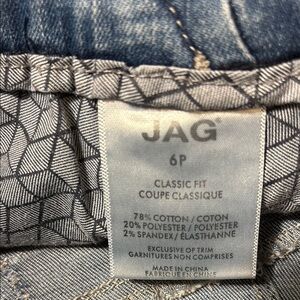 JAG
6P
CLASSIC FIT
COUPE CLASSIQUE
78% COTTON / COTON
20% POLYESTER / POLYESTER
2% SPANDEX / ÉLASTHANNE
EXCLUSIVE OF TRIM
GARNITURES NON COMPRISES
MADE IN CHINA
FABRIQUÉ EN CHINE